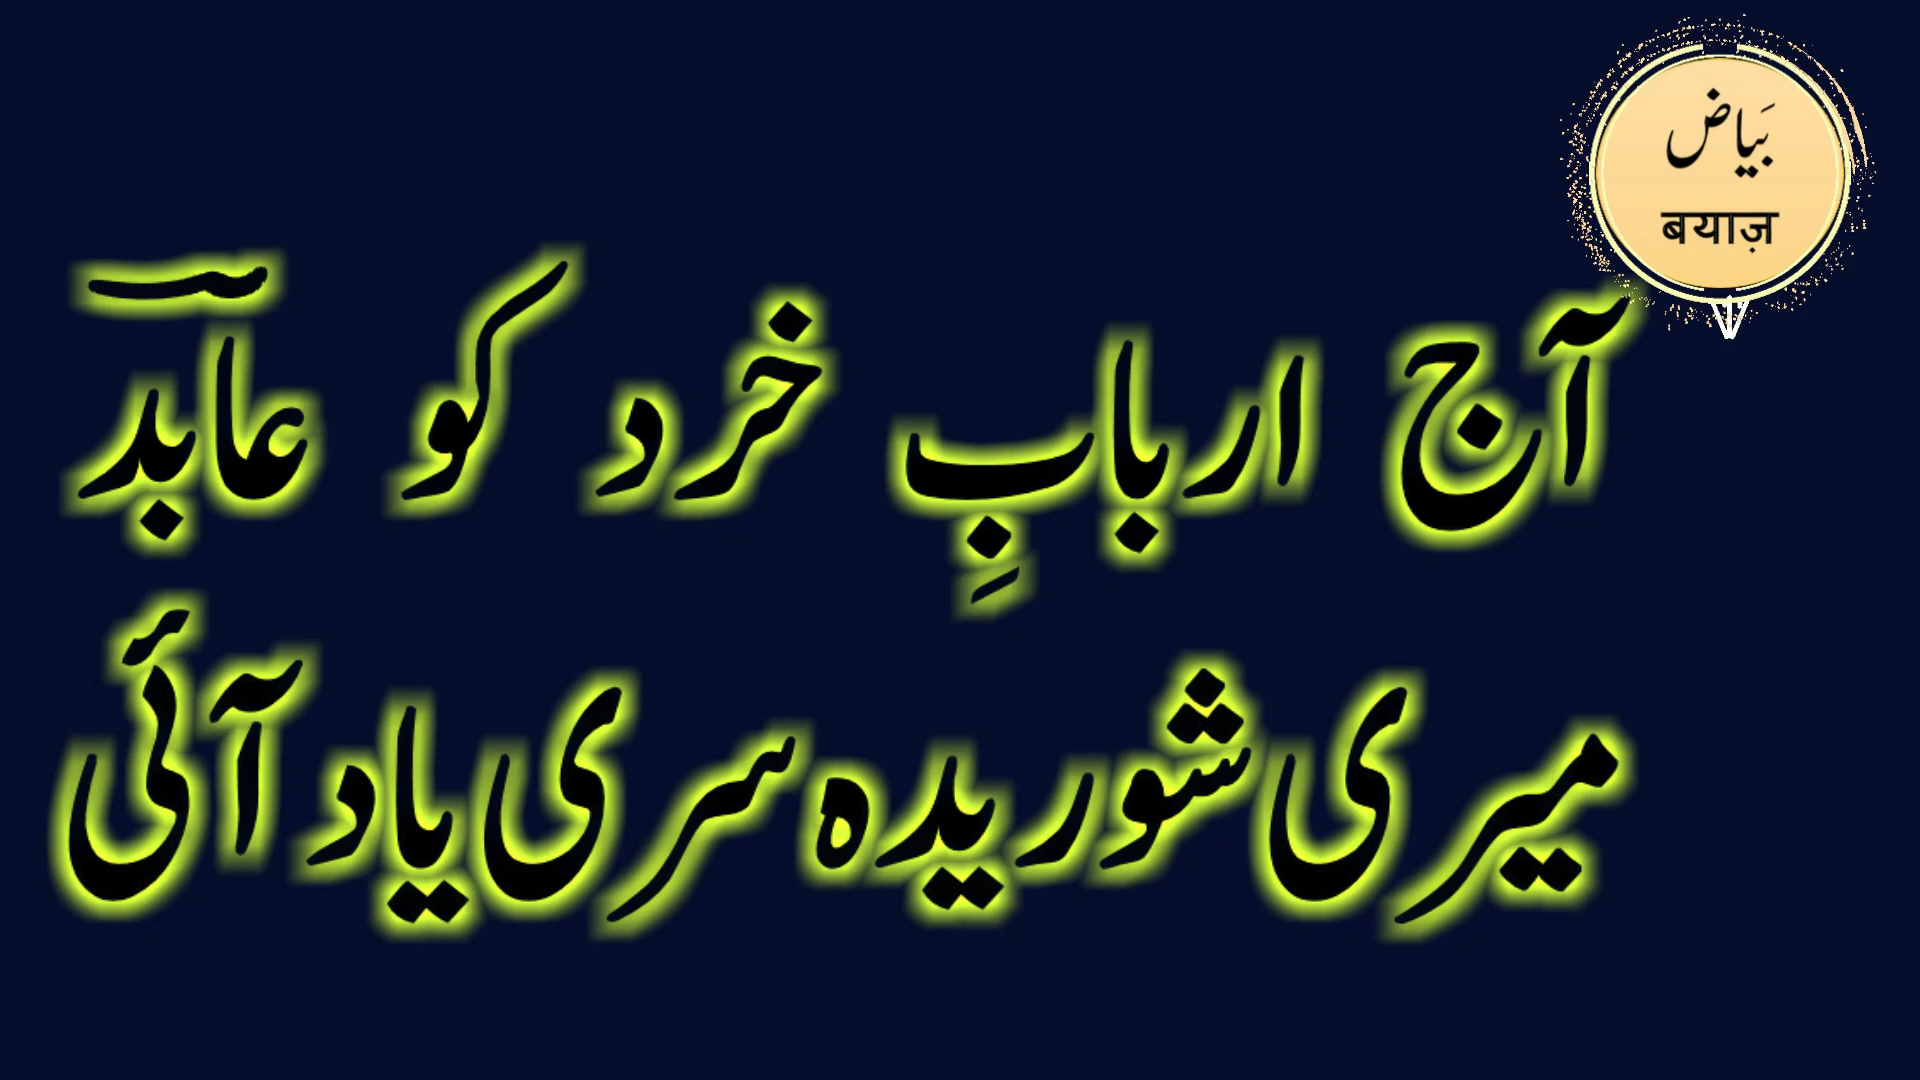 بَیاض
बयाज़
آج اربابِ خرد کو عابدؔ
میری شوریدہ سری یاد آئی